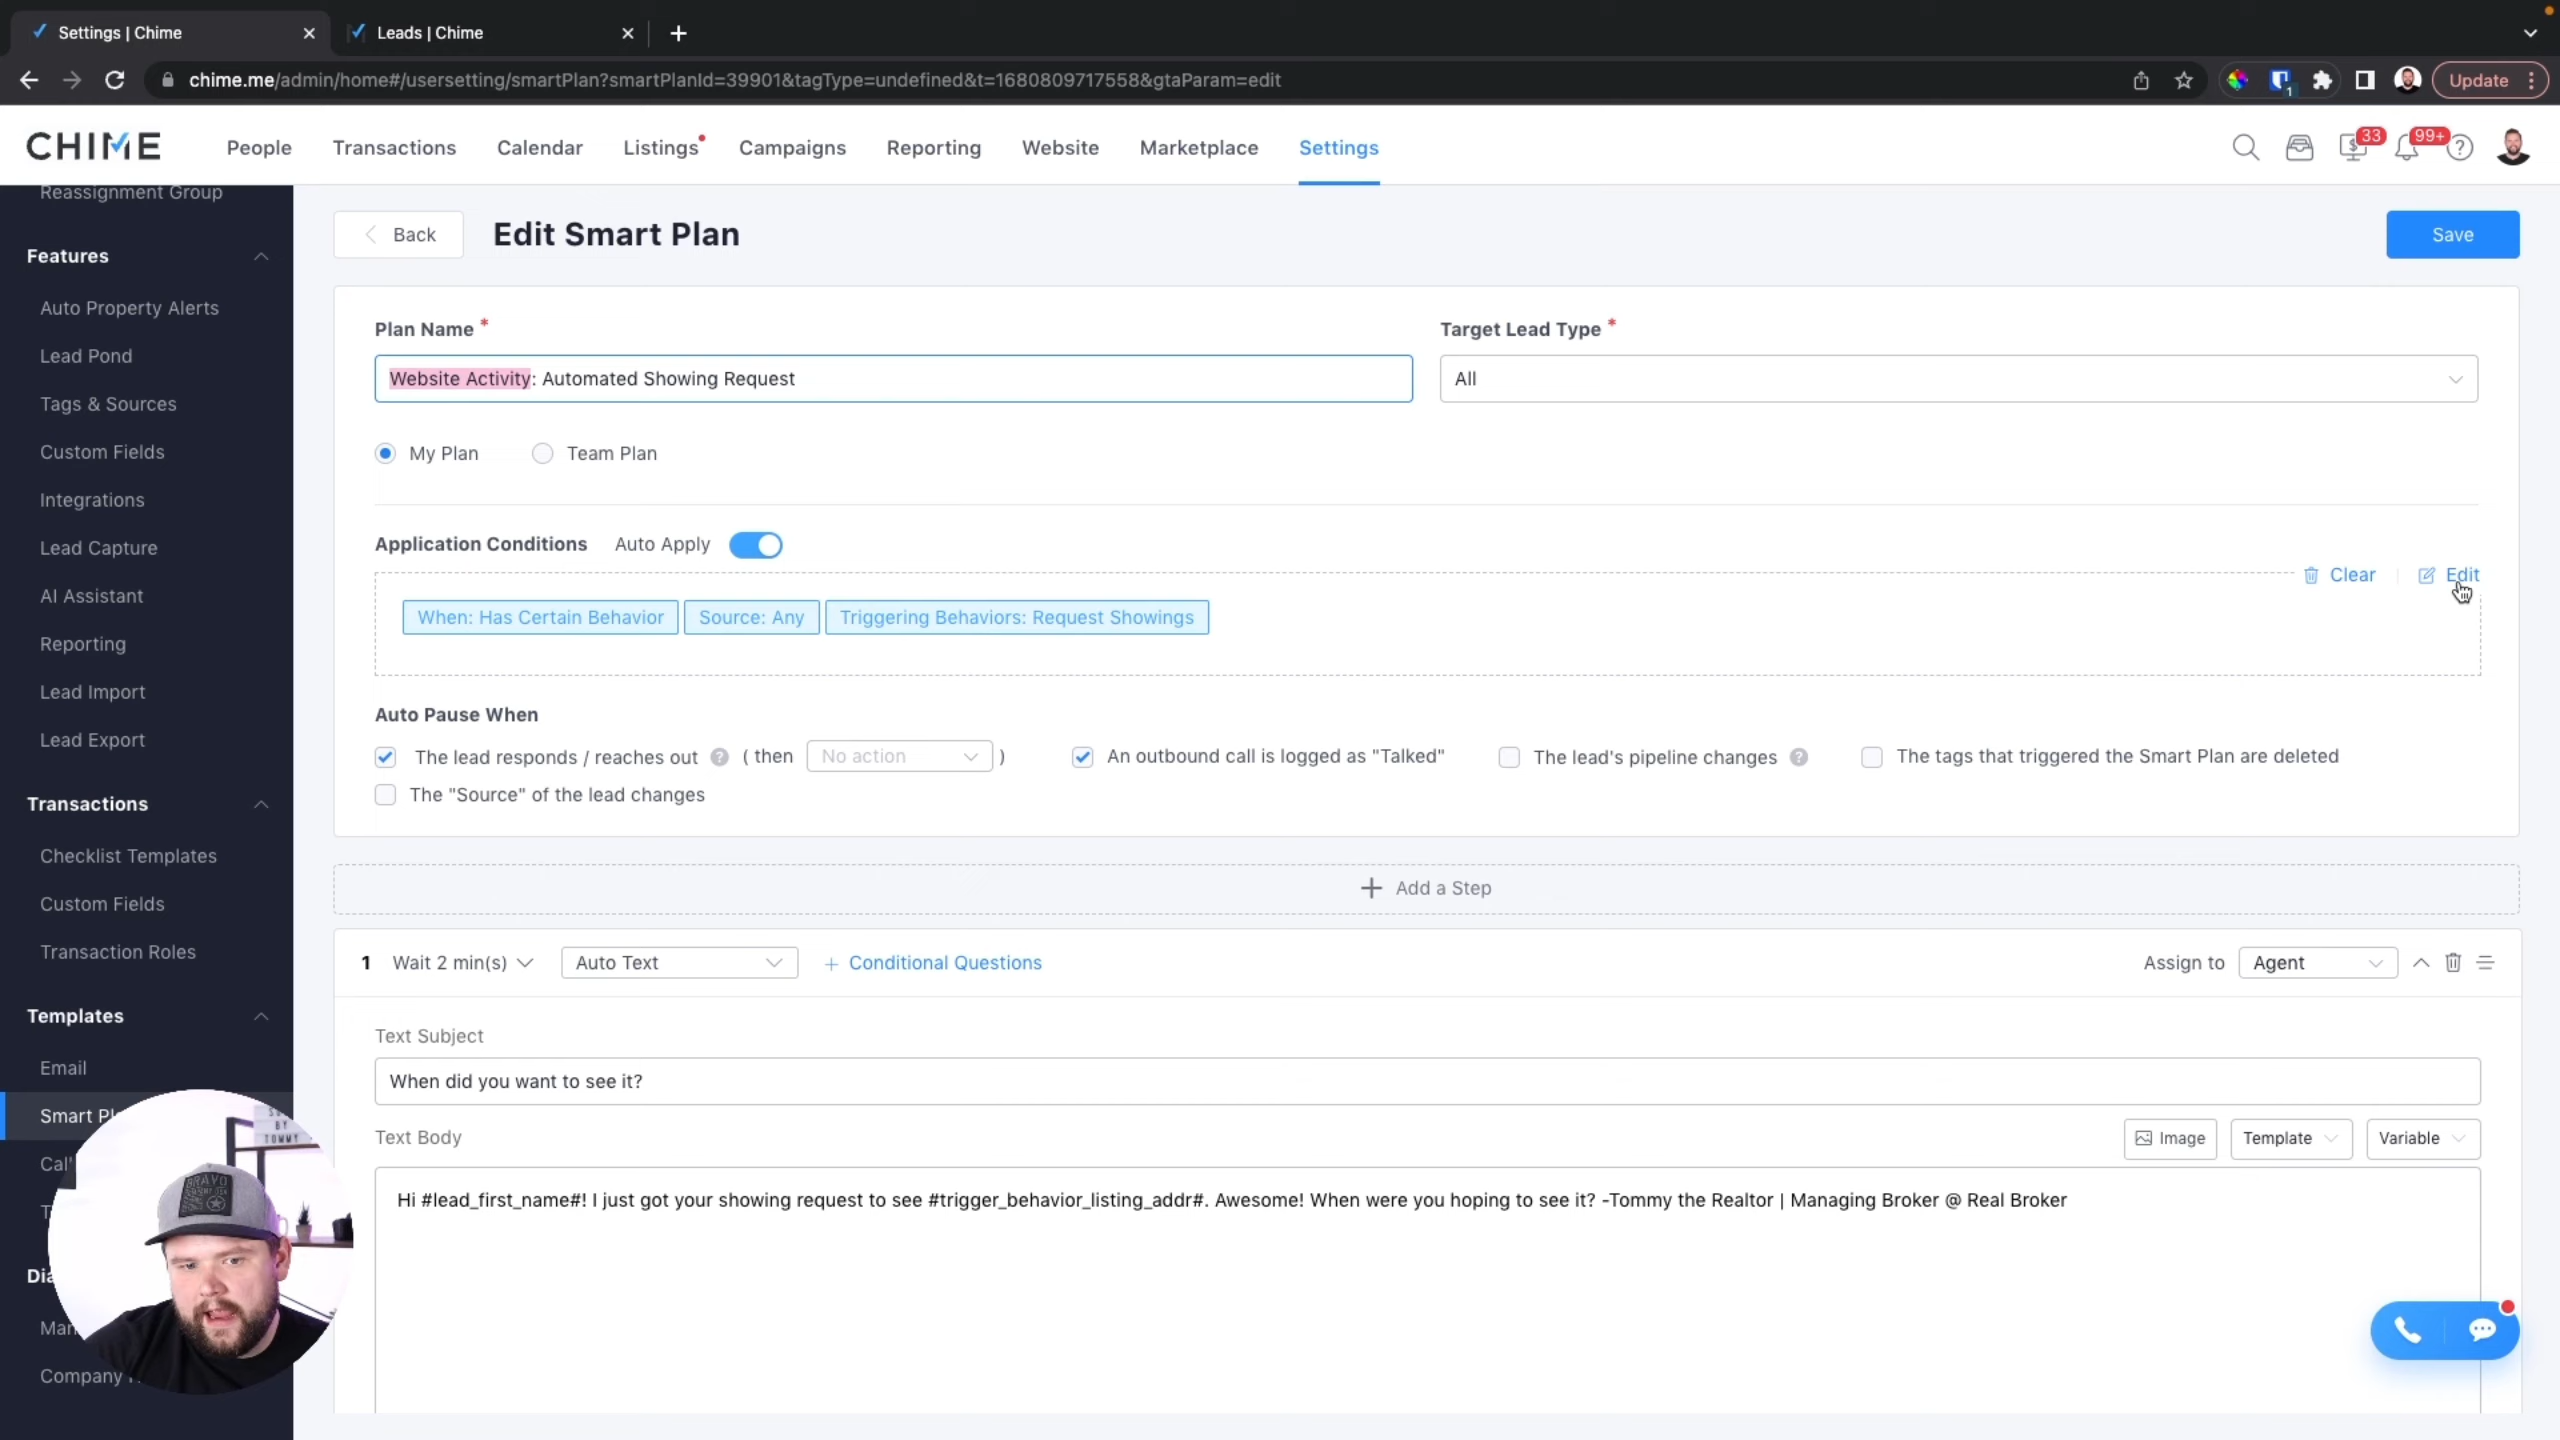 Settings | Chime
Leads | Chime
chime.me/admin/home#/usersetting/smartPlan?smartPlanId=39901&tagType=undefined&t=1680809717558&gtaParam=edit
1
Update
CHIME
People
Transactions
Calendar
Listings
Campaigns
Reporting
Website
Marketplace
Settings
33
99+
Reassignment Group
Features
Auto Property Alerts
Lead Pond
Tags & Sources
Custom Fields
Integrations
Lead Capture
AI Assistant
Reporting
Lead Import
Lead Export
Transactions
Checklist Templates
Custom Fields
Transaction Roles
Templates
Email
Smart
Company
Back
Edit Smart Plan
Save
Plan Name *
Target Lead Type *
Website Activity: Automated Showing Request
All
My Plan
Team Plan
Application Conditions
Auto Apply
Clear
Edit
When: Has Certain Behavior
Source: Any
Triggering Behaviors: Request Showings
Auto Pause When
The lead responds / reaches out ? ( then No action )
An outbound call is logged as "Talked"
The lead's pipeline changes ?
The tags that triggered the Smart Plan are deleted
The "Source" of the lead changes
+ Add a Step
1 Wait 2 min(s)
Auto Text
+ Conditional Questions
Assign to
Agent
Text Subject
When did you want to see it?
Text Body
Image
Template
Variable
Hi #lead_first_name#! I just got your showing request to see #trigger_behavior_listing_addr#. Awesome! When were you hoping to see it? -Tommy the Realtor | Managing Broker @ Real Broker
BY
TOMMY
BRAVO